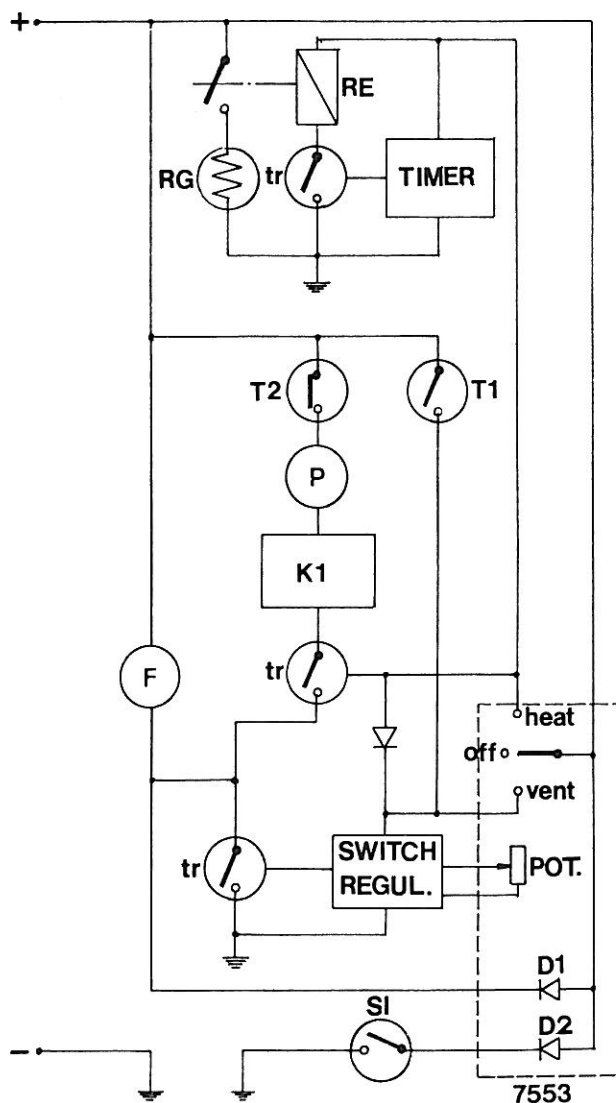 +
RE
RG
tr
TIMER
T2
T1
P
K1
tr
F
heat
off
vent
tr
SWITCH
REGUL.
POT.
D1
SI
D2
-
7553